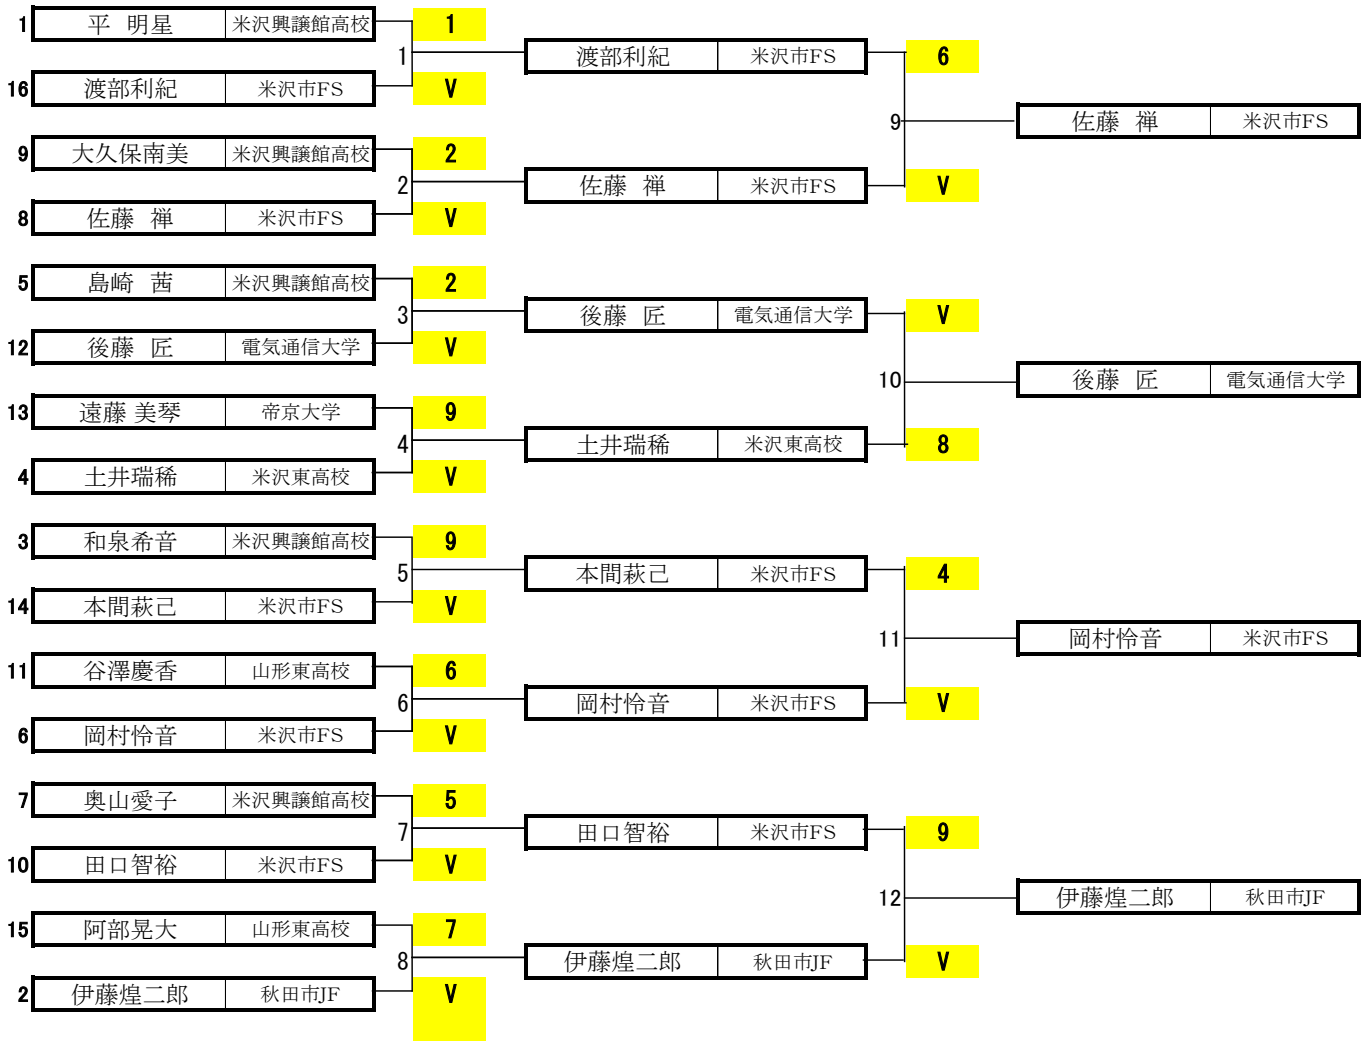 1 平 明星 米沢興譲館高校 1
1 渡部利紀 米沢市FS 6
16 渡部利紀 米沢市FS V
9 佐藤 禅 米沢市FS
9 大久保南美 米沢興譲館高校 2
2 佐藤 禅 米沢市FS V
8 佐藤 禅 米沢市FS V
5 島崎 茜 米沢興譲館高校 2
3 後藤 匠 電気通信大学 V
12 後藤 匠 電気通信大学 V
10 後藤 匠 電気通信大学
13 遠藤 美琴 帝京大学 9
4 土井瑞稀 米沢東高校 8
4 土井瑞稀 米沢東高校 V
3 和泉希音 米沢興譲館高校 9
5 本間萩己 米沢市FS 4
14 本間萩己 米沢市FS V
11 岡村怜音 米沢市FS
11 谷澤慶香 山形東高校 6
6 岡村怜音 米沢市FS V
6 岡村怜音 米沢市FS V
7 奥山愛子 米沢興譲館高校 5
7 田口智裕 米沢市FS 9
10 田口智裕 米沢市FS V
12 伊藤煌二郎 秋田市JF
15 阿部晃大 山形東高校 7
8 伊藤煌二郎 秋田市JF V
2 伊藤煌二郎 秋田市JF V